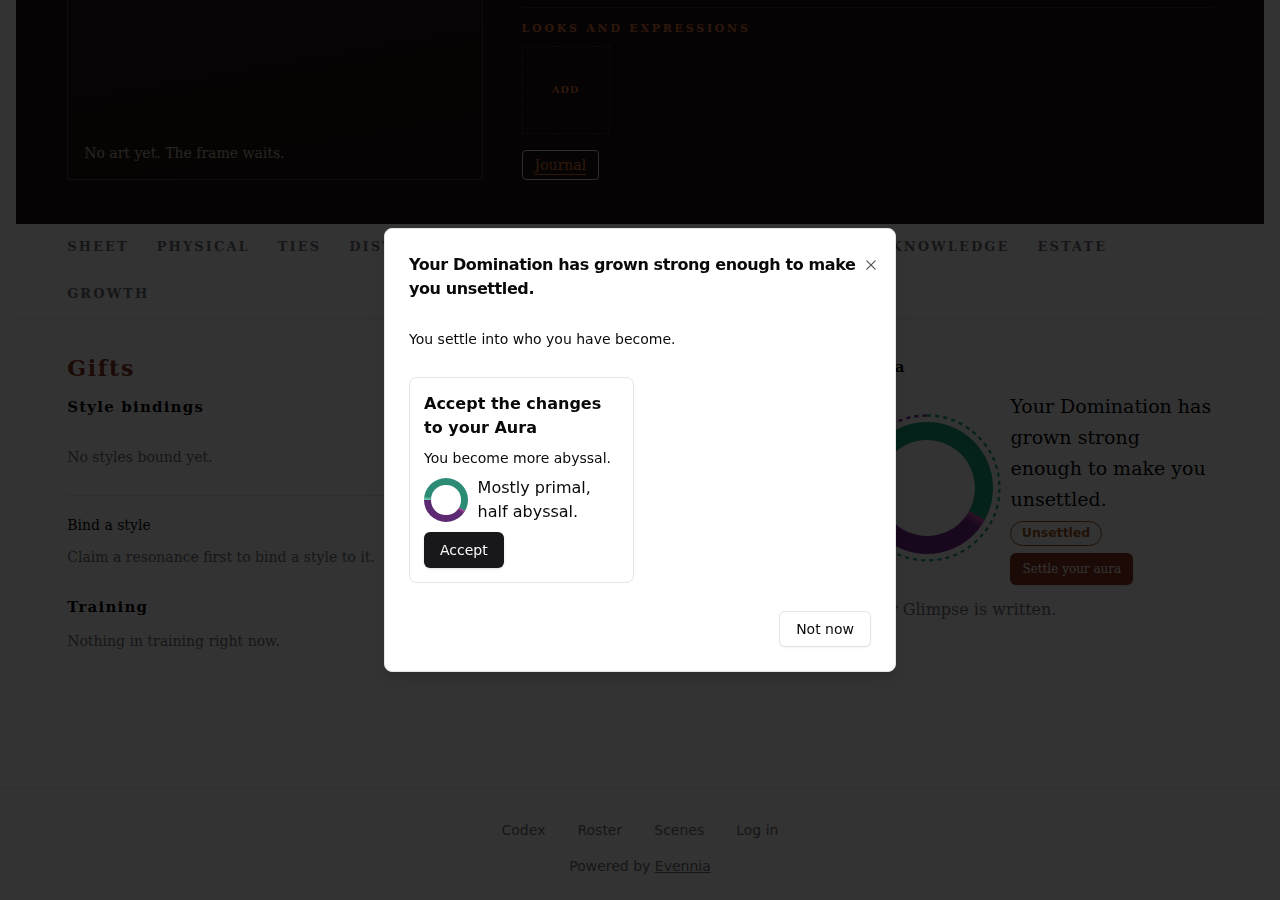 LOOKS AND EXPRESSIONS
ADD
No art yet. The frame waits.
Journal
SHEET PHYSICAL TIES KNOWLEDGE ESTATE
GROWTH
Your Domination has grown strong enough to make
you unsettled.
You settle into who you have become.
Accept the changes
to your Aura
You become more abyssal.
Mostly primal,
half abyssal.
Accept
Not now
Gifts
Style bindings
No styles bound yet.
Bind a style
Claim a resonance first to bind a style to it.
Training
Nothing in training right now.
Your Domination has
grown strong
enough to make you
unsettled.
Unsettled
Settle your aura
Glimpse is written.
Codex Roster Scenes Log in
Powered by Evennia